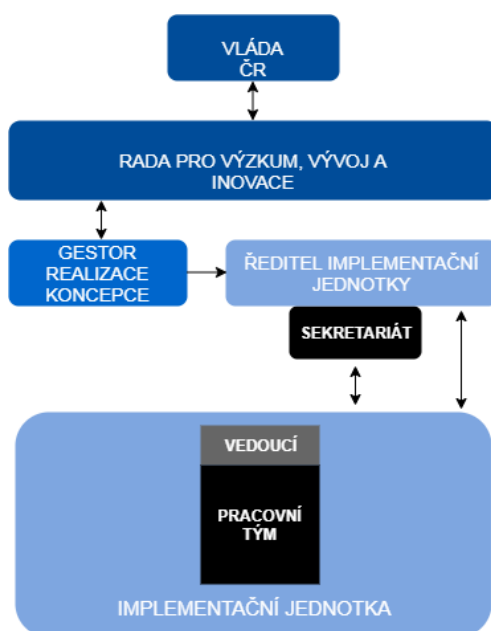 VLÁDA
ČR
RADA PRO VÝZKUM, VÝVOJ A
INOVACE
GESTOR
REALIZACE
KONCEPCE
ŘEDITEL IMPLEMENTAČNÍ
JEDNOTKY
SEKRETARIÁT
VEDOUCÍ
PRACOVNÍ
TÝM
IMPLEMENTAČNÍ JEDNOTKA